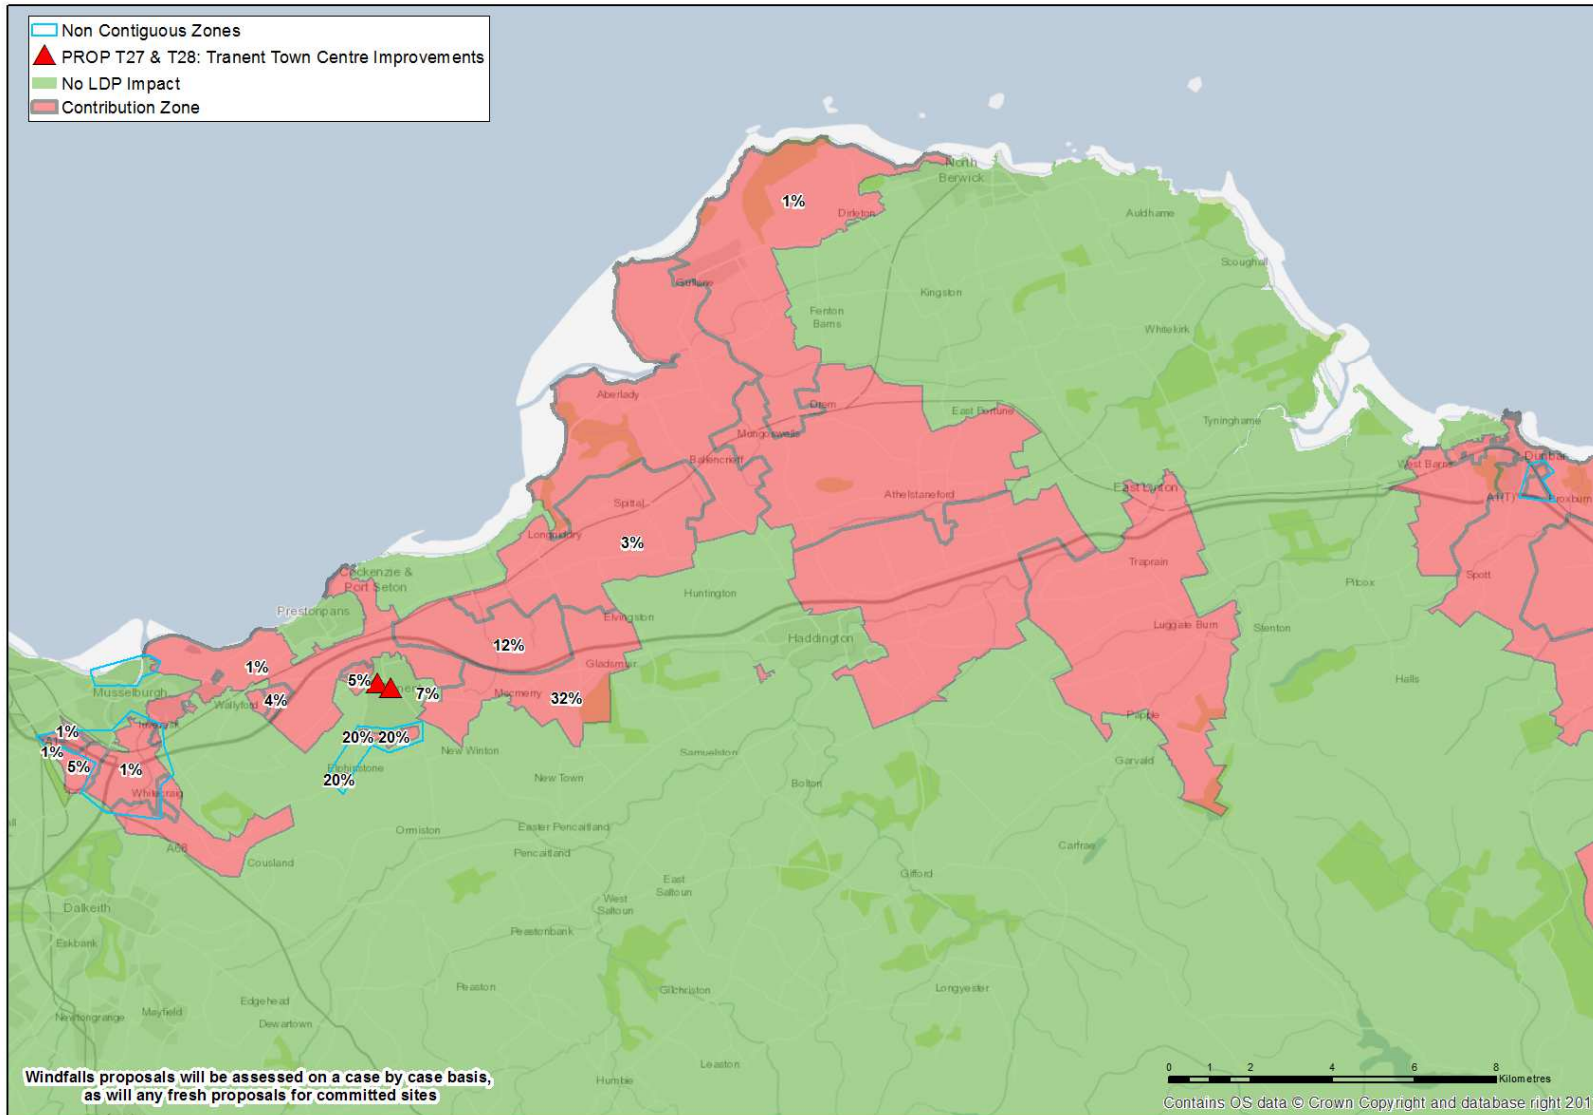 Non Contiguous Zones
PROP T27 & T28: Tranent Town Centre Improvements
No LDP Impact
Contribution Zone
North
Berwick
1%
Dirleton
Auldhame
Scoughall
Gullane
Kingston
Fenton
Barns
Whitekirk
Aberlady
Drem
East Fortune
Tyninghame
Mungoswells
Ballencrieff
Dunbar
West Barns
East Linton
Athelstaneford
A1(T)
Broxburn
Spittal
Longniddry
3%
Cockenzie &
Port Seton
Traprain
Spott
Pitcox
Huntington
Prestonpans
Elvingston
Haddington
Luggate Burn
Stenton
12%
Gladsmuir
1%
5%
Halls
Musselburgh
Wallyford
4%
7%
Macmerry
32%
Papple
1%
20%
20%
New Winton
Samuelston
Garvald
1%
5%
1%
Elphinstone
20%
New Town
Bolton
Whitecraig
Ormiston
Easter Pencaitland
Pencaitland
A68
Cousland
Carfrae
Gifford
East
Saltoun
West
Saltoun
Dalkeith
Eskbank
Peastonbank
Peaston
Gilchriston
Longyester
Edgehead
Mayfield
Newtongrange
Dewartown
Leaston
Humbie
Windfalls proposals will be assessed on a case by case basis,
as will any fresh proposals for committed sites
0 1 2 4 6 8
Kilometres
Contains OS data © Crown Copyright and database right 201